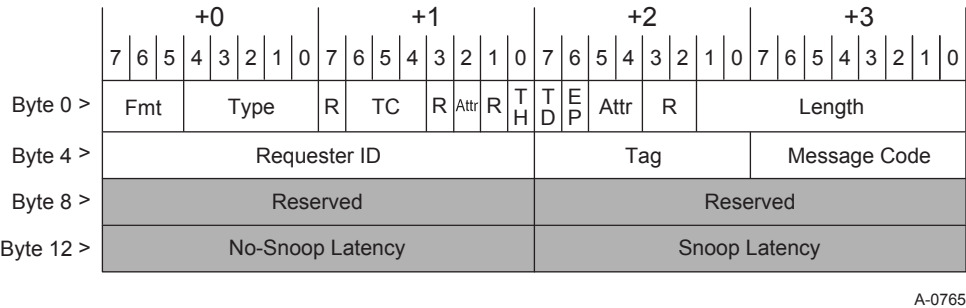 +0 +1 +2 +3
7 6 5 4 3 2 1 0 7 6 5 4 3 2 1 0 7 6 5 4 3 2 1 0 7 6 5 4 3 2 1 0
Byte 0 > Fmt Type R TC R Attr R TH TD EP Attr R Length
Byte 4 > Requester ID Tag Message Code
Byte 8 > Reserved Reserved
Byte 12 > No-Snoop Latency Snoop Latency
A-0765